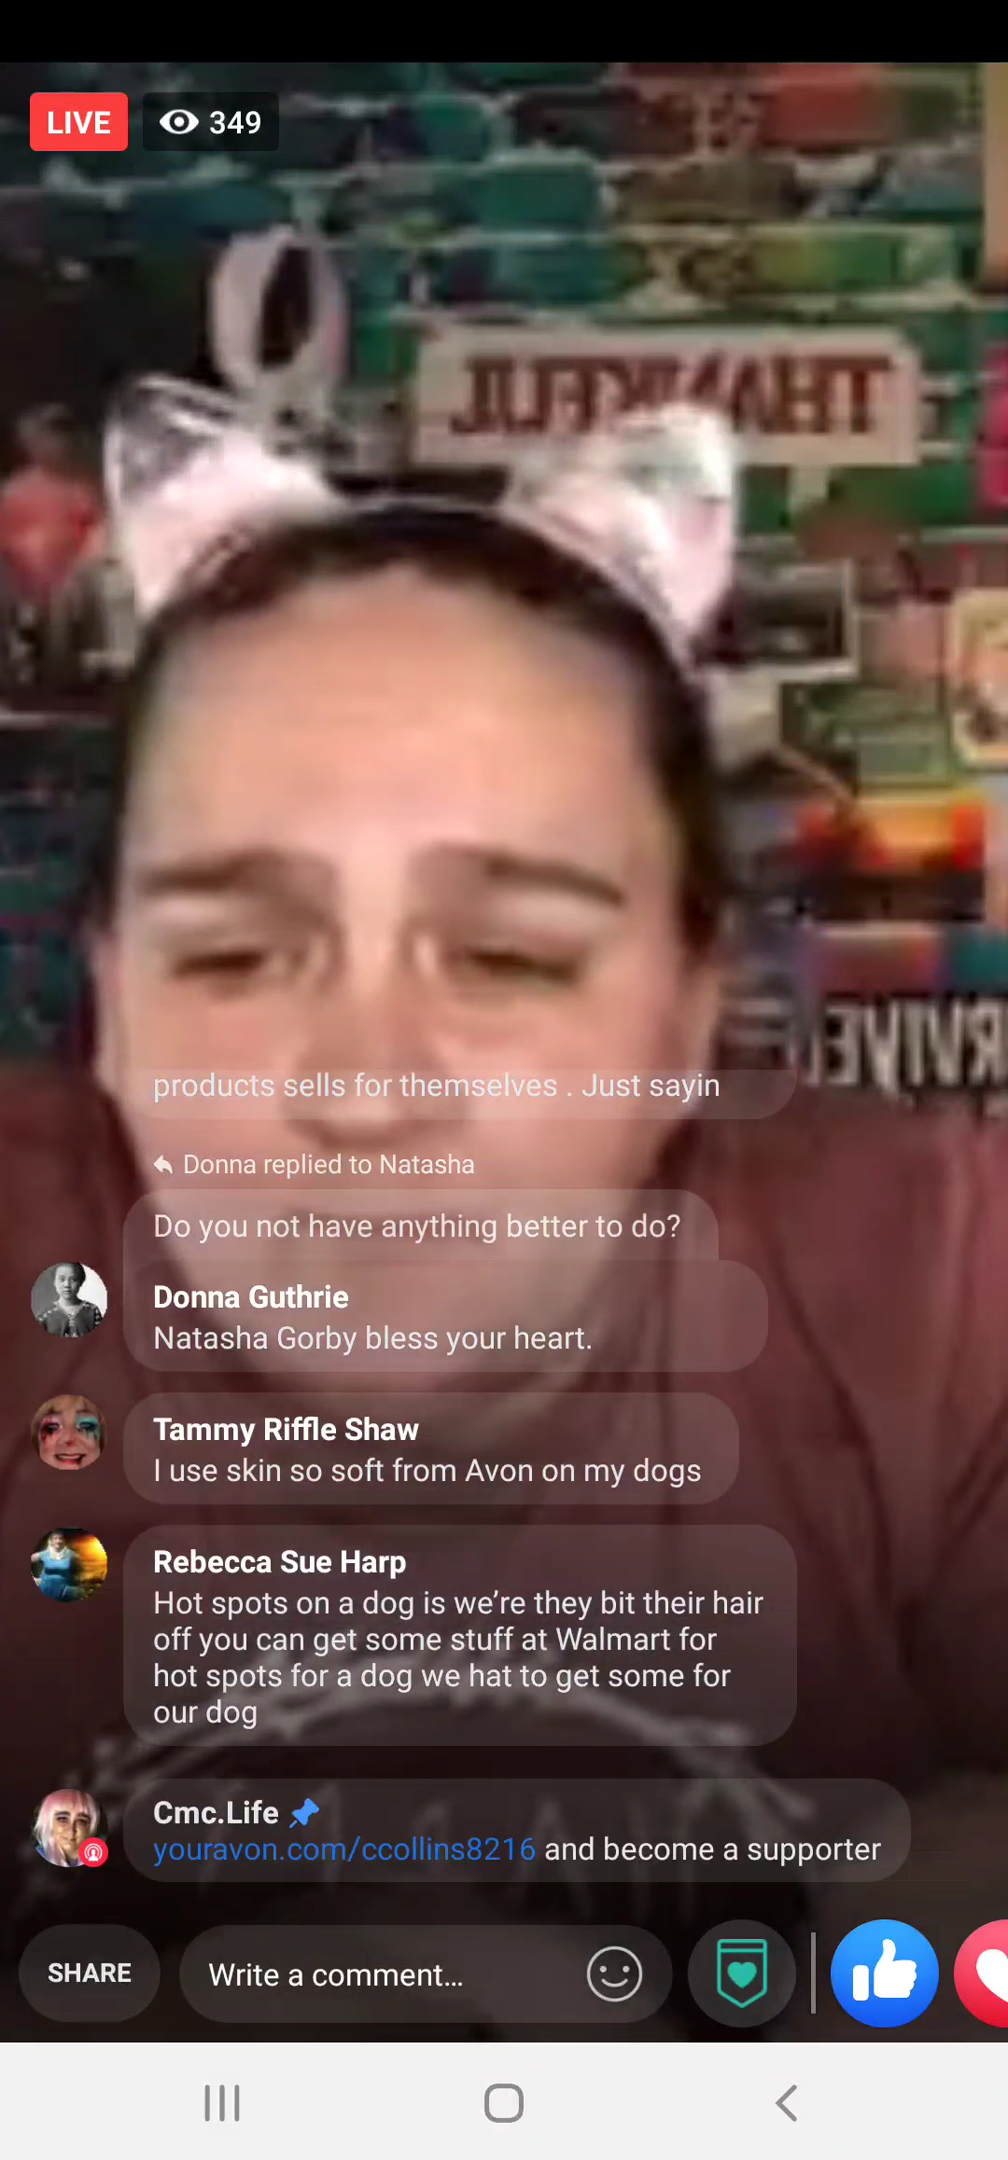 LIVE 349
THANKFUL
products sells for themselves . Just sayin
Donna replied to Natasha
Do you not have anything better to do?
Donna Guthrie
Natasha Gorby bless your heart.
Tammy Riffle Shaw
I use skin so soft from Avon on my dogs
Rebecca Sue Harp
Hot spots on a dog is we’re they bit their hair
off you can get some stuff at Walmart for
hot spots for a dog we hat to get some for
our dog
Cmc.Life
youravon.com/ccollins8216 and become a supporter
SHARE
Write a comment...